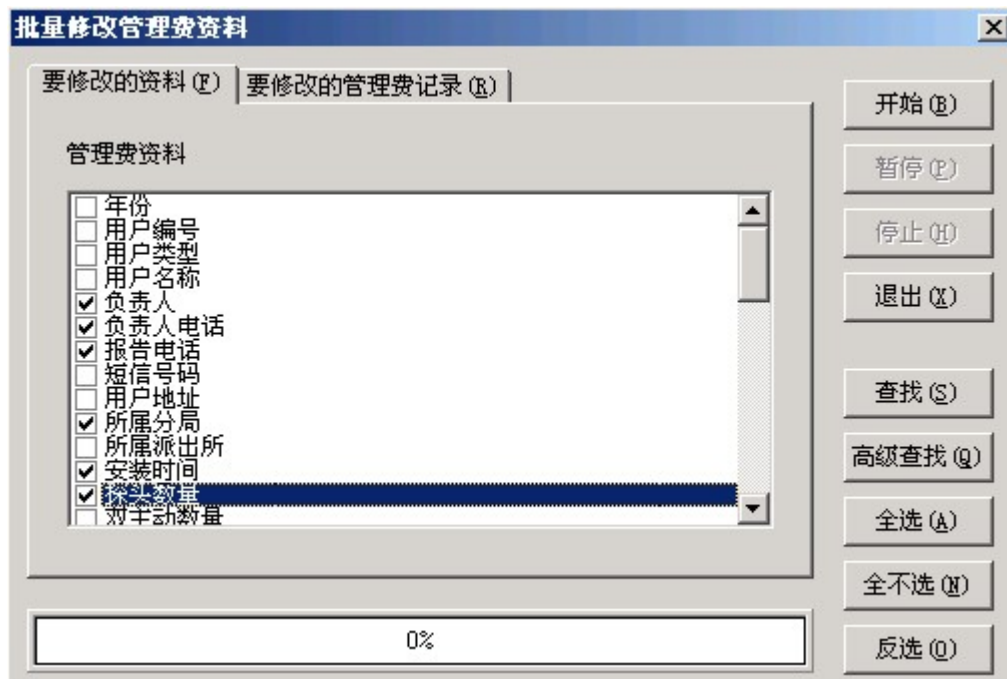 批量修改管理费资料
要修改的资料(F)
要修改的管理费记录(R)
管理费资料
年份
用户编号
用户类型
用户名称
负责人
负责人电话
报告电话
短信号码
用户地址
所属分局
所属派出所
安装时间
探头数量
双主动数量
0%
开始(B)
暂停(P)
停止(H)
退出(X)
查找(S)
高级查找(Q)
全选(A)
全不选(N)
反选(O)